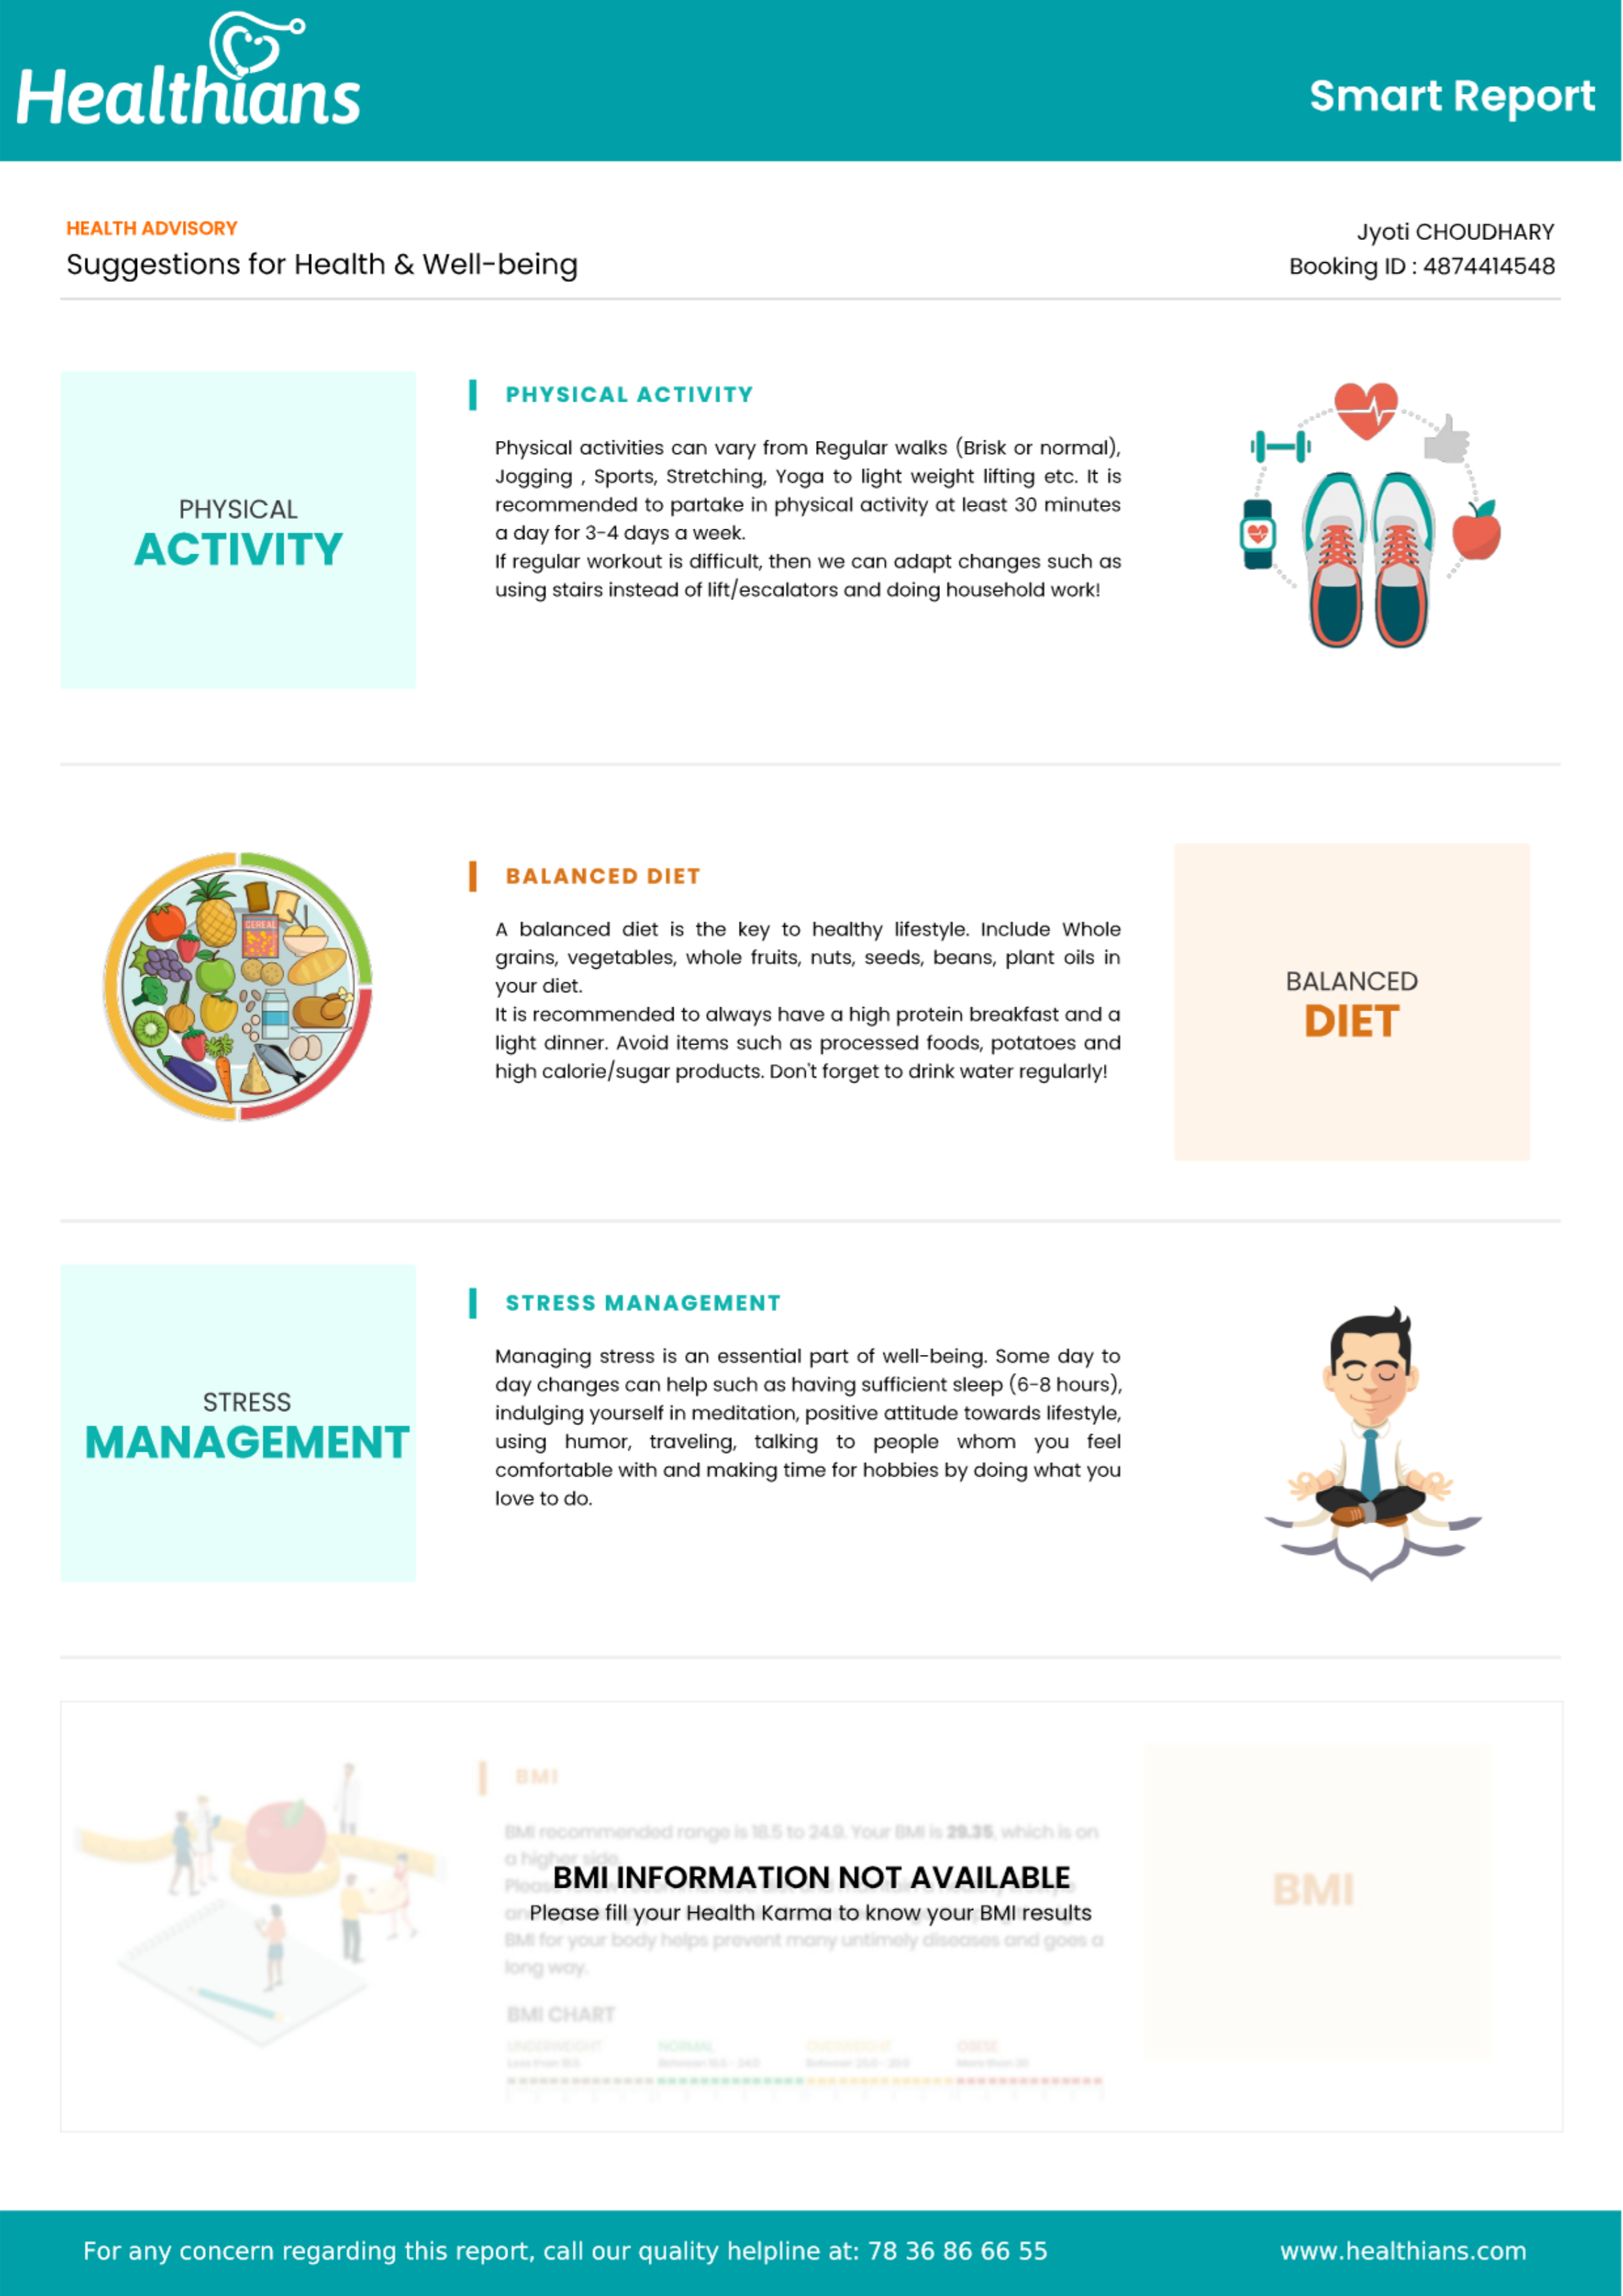 Healthians
Smart Report
HEALTH ADVISORY
Suggestions for Health & Well-being
Jyoti CHOUDHARY
Booking ID : 4874414548
PHYSICAL
ACTIVITY
PHYSICAL ACTIVITY
Physical activities can vary from Regular walks (Brisk or normal),
Jogging , Sports, Stretching, Yoga to light weight lifting etc. It is
recommended to partake in physical activity at least 30 minutes
a day for 3-4 days a week.
If regular workout is difficult, then we can adapt changes such as
using stairs instead of lift/escalators and doing household work!
CEREAL
BALANCED DIET
A balanced diet is the key to healthy lifestyle. Include Whole
grains, vegetables, whole fruits, nuts, seeds, beans, plant oils in
your diet.
It is recommended to always have a high protein breakfast and a
light dinner. Avoid items such as processed foods, potatoes and
high calorie/sugar products. Don't forget to drink water regularly!
BALANCED
DIET
STRESS
MANAGEMENT
STRESS MANAGEMENT
Managing stress is an essential part of well-being. Some day to
day changes can help such as having sufficient sleep (6-8 hours),
indulging yourself in meditation, positive attitude towards lifestyle,
using humor, traveling, talking to people whom you feel
comfortable with and making time for hobbies by doing what you
love to do.
BMI
BMI recommended range is 18.5 to 24.9. Your BMI is 29.35, which is on
a higher side.
BMI INFORMATION NOT AVAILABLE
Please fill your Health Karma to know your BMI results
BMI for your body helps prevent many untimely diseases and goes a
long way.
BMI
BMI CHART
UNDERWEIGHT NORMAL OVERWEIGHT OBESE
For any concern regarding this report, call our quality helpline at: 78 36 86 66 55
www.healthians.com